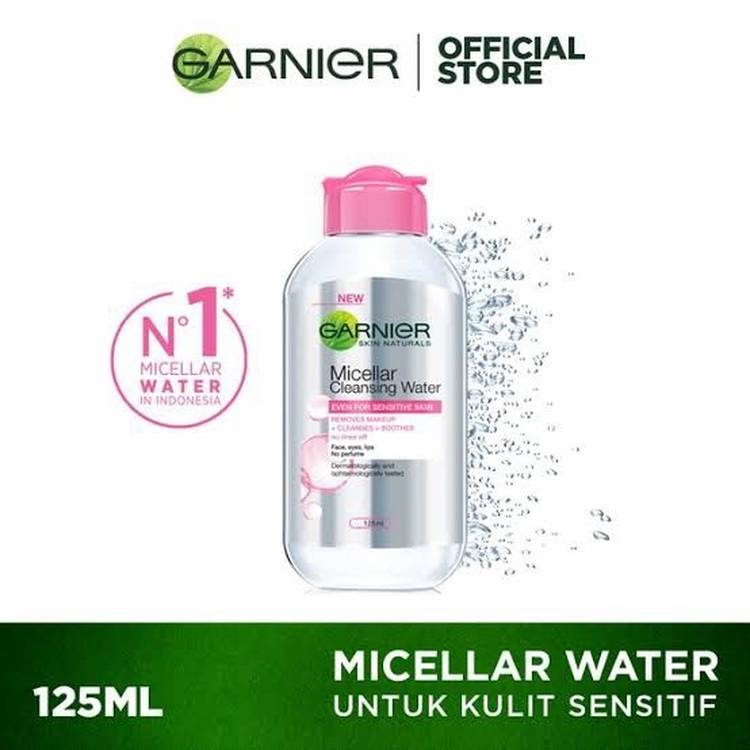 GARNIER
OFFICIAL
STORE
N°1*
MICELLAR
WATER
IN INDONESIA
NEW
GARNIER
SKIN NATURALS
Micellar
Cleansing Water
EVEN FOR SENSITIVE SKIN
REMOVES MAKEUP
+ CLEANSES + SOOTHES
no rinse off
Face, eyes, lips
No perfume
Dermatologically and
ophtalmologically tested
125ml
125ML
MICELLAR WATER
UNTUK KULIT SENSITIF